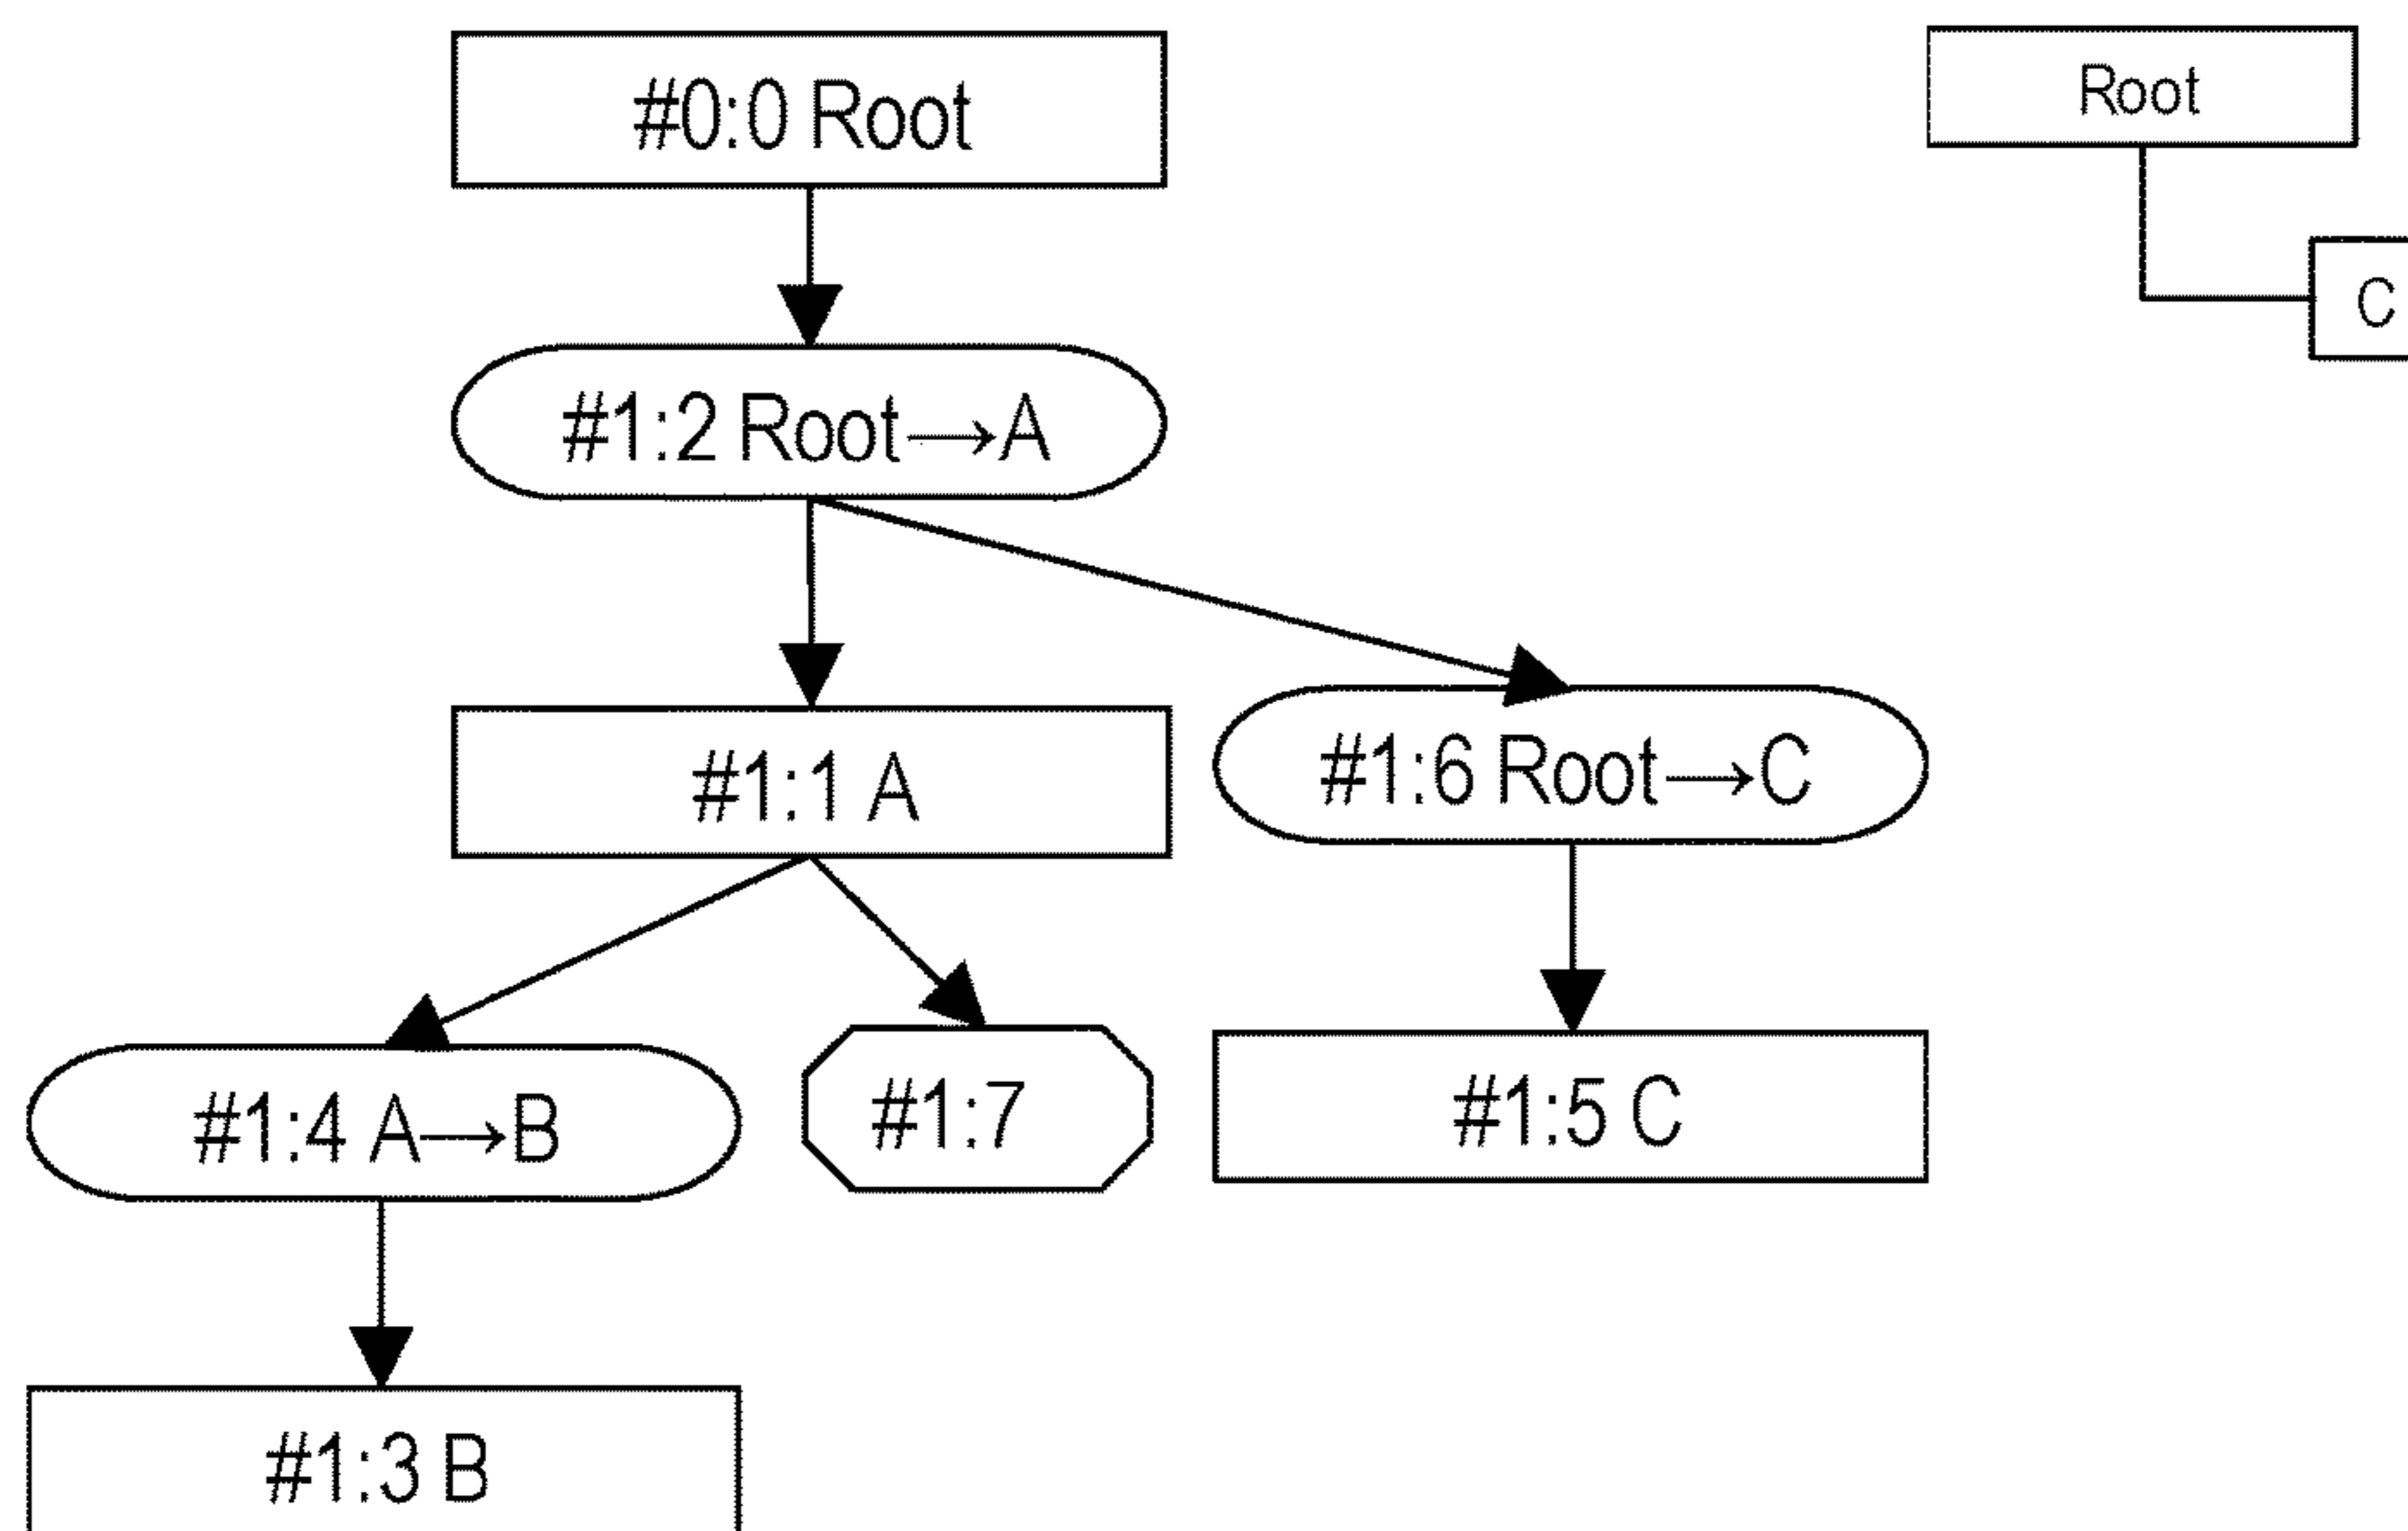 #0:0 Root
Root
C
#1:2 Root→A
#1:1 A
#1:6 Root→C
#1:4 A→B
#1:7
#1:5 C
#1:3 B